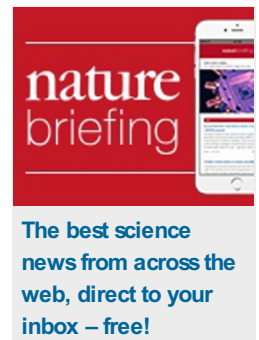 nature
briefing
The best science
news from across the
web, direct to your
inbox – free!